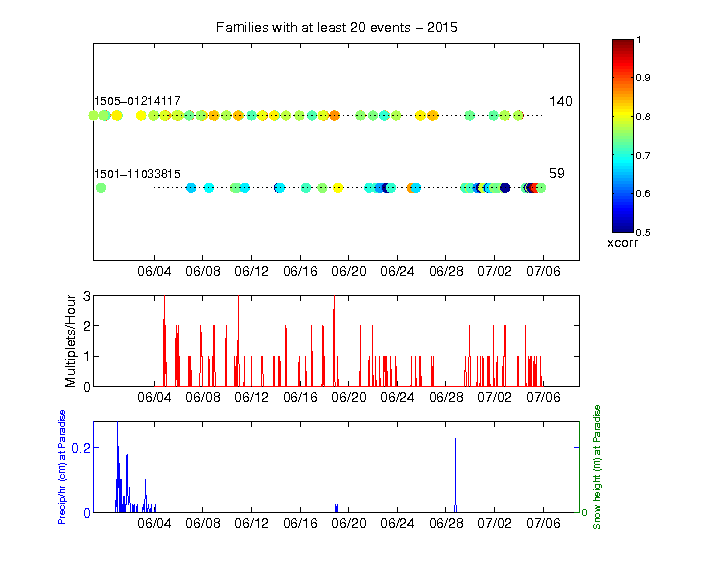 Families with at least 20 events − 2015
1505−01214117
140
1501−11033815
59
06/04 06/08 06/12 06/16 06/20 06/24 06/28 07/02 07/06
1
0.9
0.8
0.7
0.6
0.5
xcorr
Multiplets/Hour
3
2
1
0
06/04 06/08 06/12 06/16 06/20 06/24 06/28 07/02 07/06
Precip/hr (cm) at Paradise
0.2
0
0
Snow height (m) at Paradise
06/04 06/08 06/12 06/16 06/20 06/24 06/28 07/02 07/06